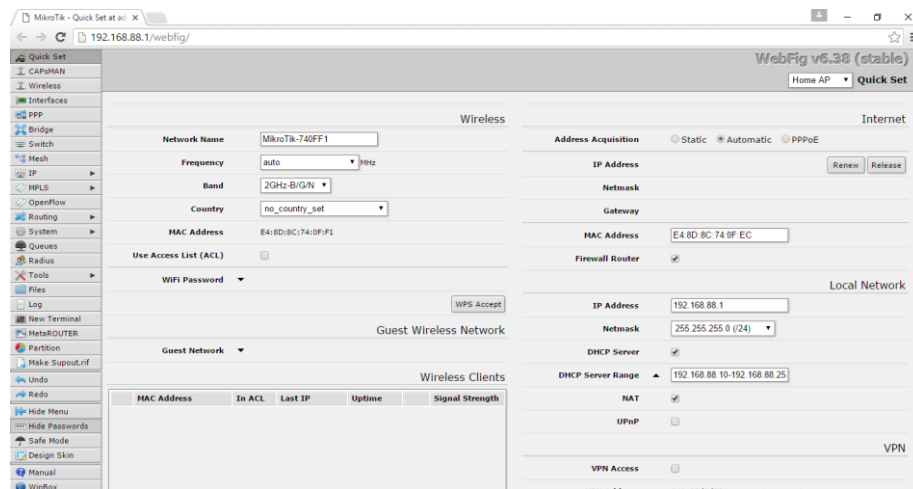 MikroTik - Quick Set at ad
192.168.88.1/webfig/
WebFig v6.38 (stable)
Home AP
Quick Set
Quick Set
CAPsMAN
Wireless
Interfaces
PPP
Bridge
Switch
Mesh
IP
MPLS
OpenFlow
Routing
System
Queues
Radius
Tools
Files
Log
New Terminal
MetaROUTER
Partition
Make Supout.rif
Undo
Redo
Hide Menu
Hide Passwords
Safe Mode
Design Skin
Manual
WinBox
Wireless
Network Name MikroTik-740FF1
Frequency auto MHz
Band 2GHz-B/G/N
Country no_country_set
MAC Address E4:8D:8C:74:0F:F1
Use Access List (ACL)
WiFi Password
WPS Accept
Guest Wireless Network
Guest Network
Wireless Clients
MAC Address In ACL Last IP Uptime Signal Strength
Internet
Address Acquisition Static Automatic PPPoE
IP Address Renew Release
Netmask
Gateway
MAC Address E4:8D:8C:74:0F:EC
Firewall Router
Local Network
IP Address 192.168.88.1
Netmask 255.255.255.0 (/24)
DHCP Server
DHCP Server Range 192.168.88.10-192.168.88.25
NAT
UPnP
VPN
VPN Access